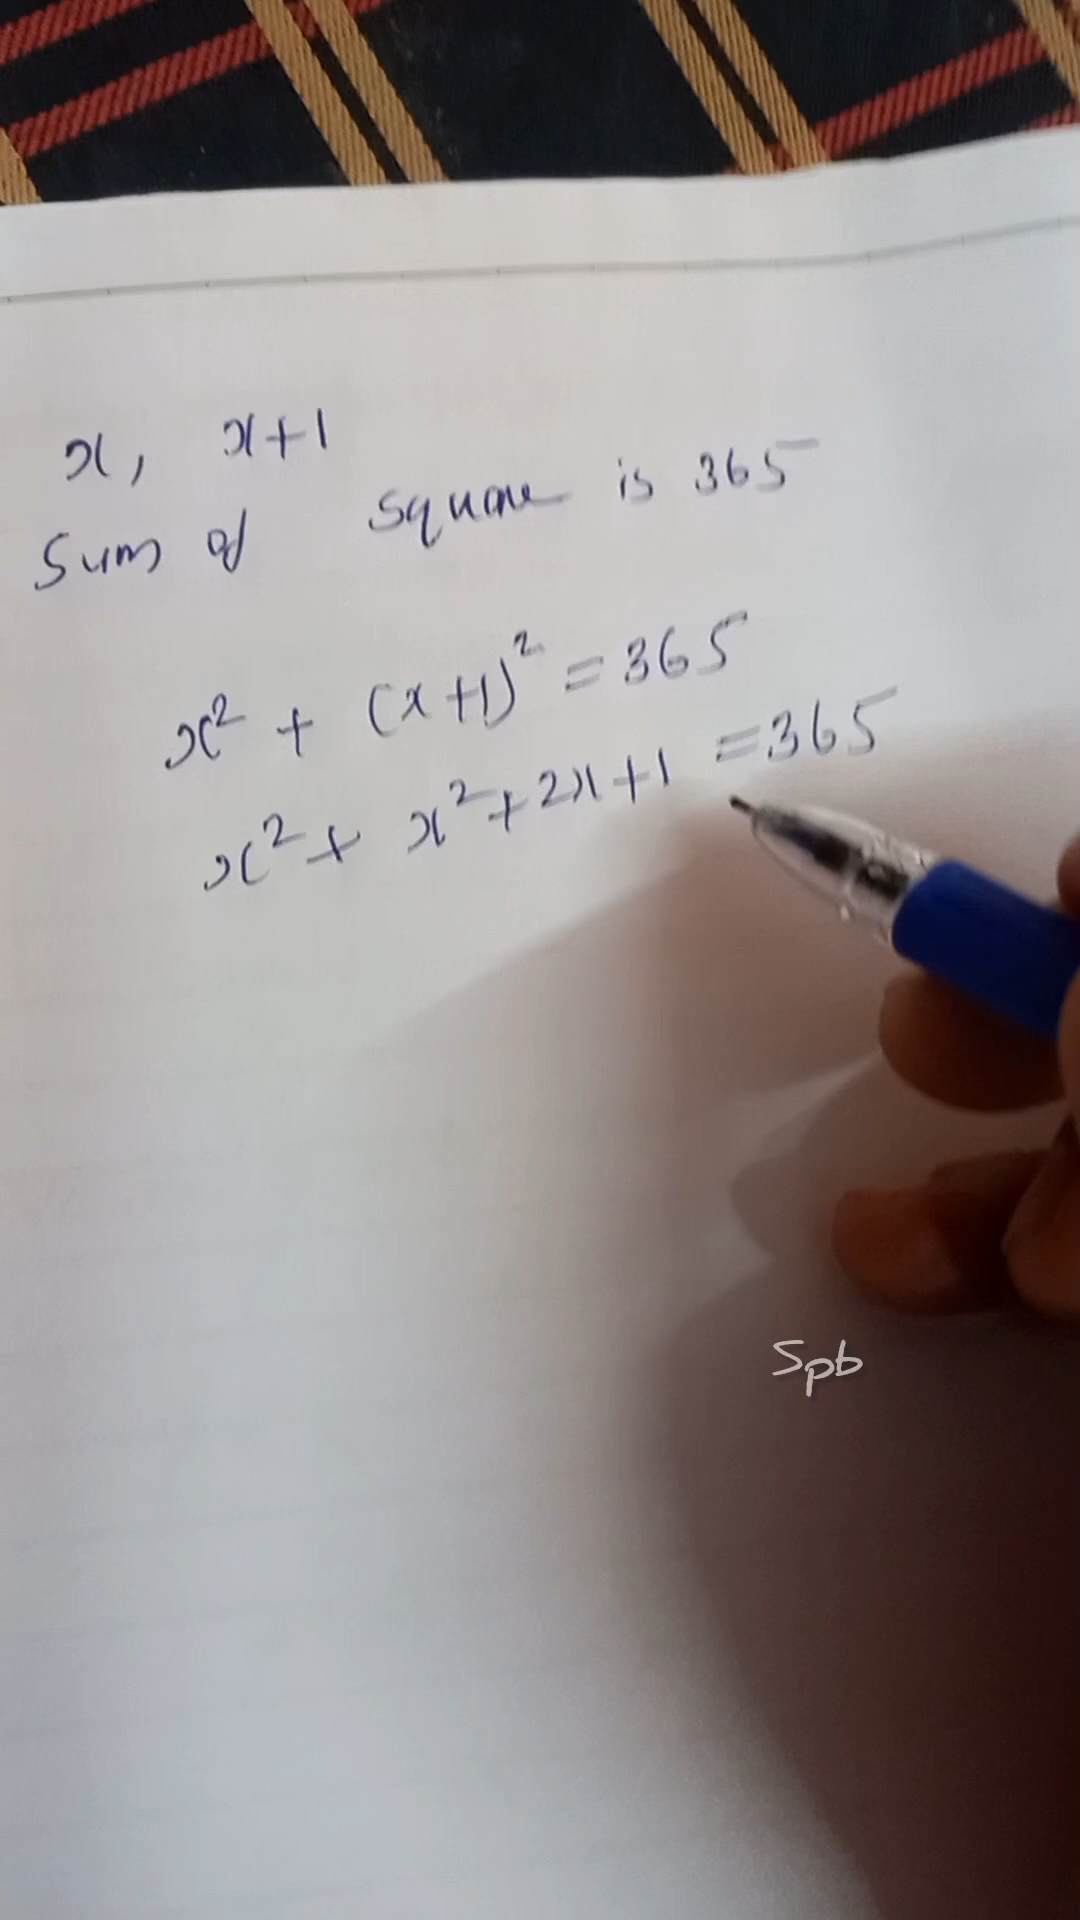 x, x+1
Sum of square is 365
x² + (x+1)² = 365
x² + x² + 2x + 1 = 365
Spb